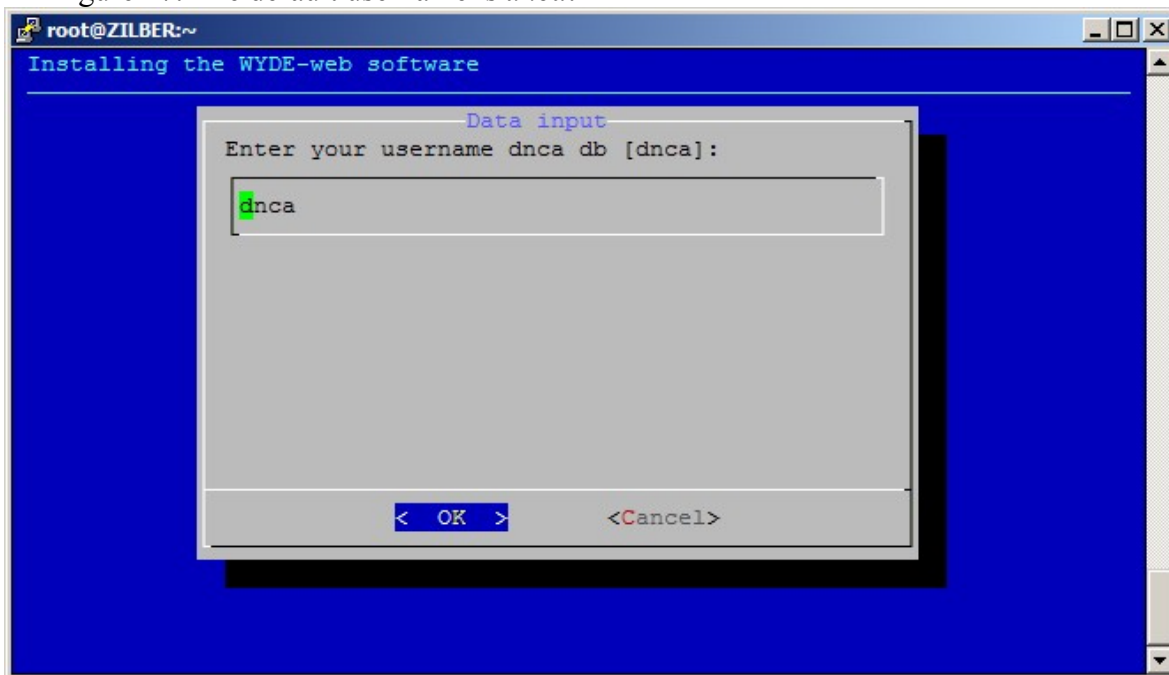 root@ZILBER:~
Installing the WYDE-web software
Data input
Enter your username dnca db [dnca]:
dnca
< OK > <Cancel>